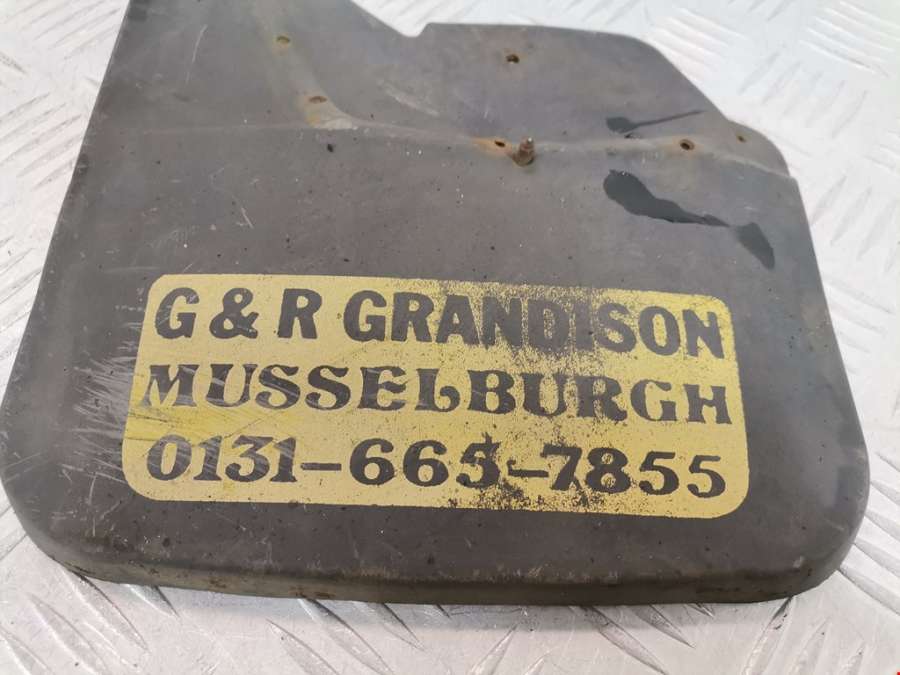 G & R GRANDISON
MUSSELBURGH
0131-665-7855